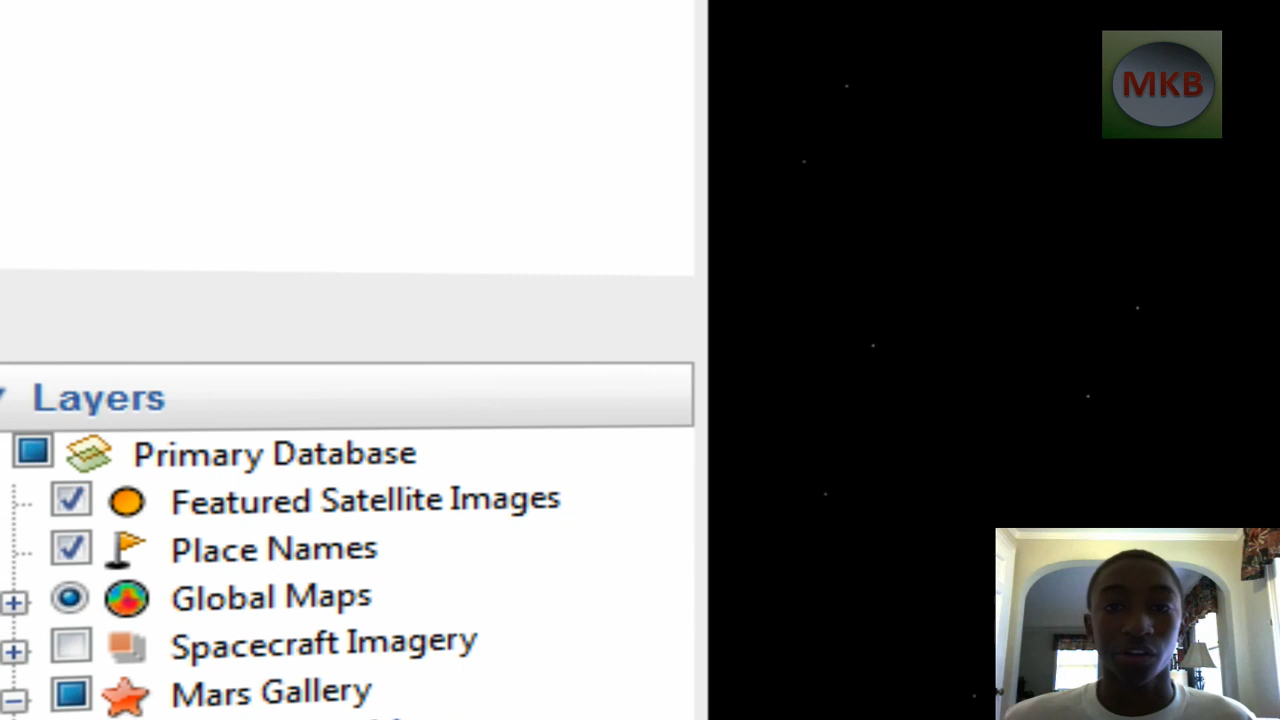 MKB
Layers
Primary Database
Featured Satellite Images
Place Names
Global Maps
Spacecraft Imagery
Mars Gallery